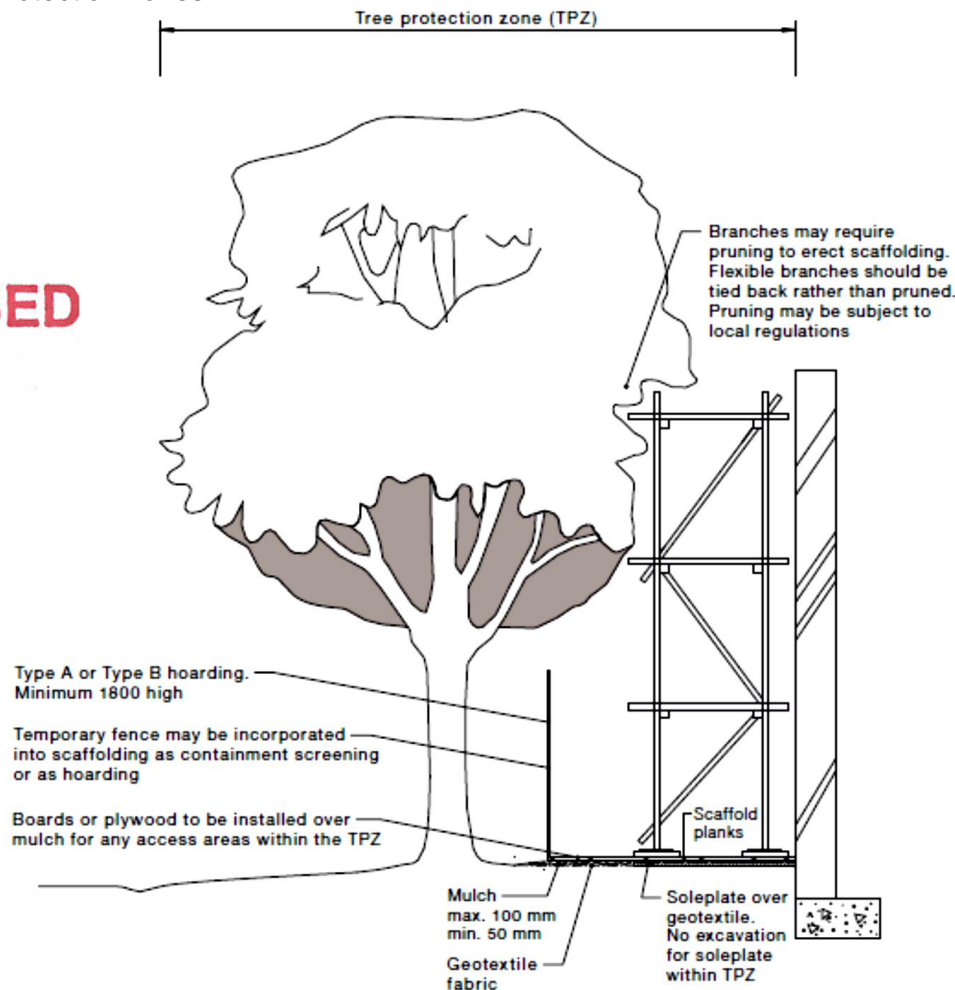 Tree protection zone (TPZ)
Branches may require
pruning to erect scaffolding.
Flexible branches should be
tied back rather than pruned.
Pruning may be subject to
local regulations
Type A or Type B hoarding.
Minimum 1800 high
Temporary fence may be incorporated
into scaffolding as containment screening
or as hoarding
Boards or plywood to be installed over
mulch for any access areas within the TPZ
Scaffold
planks
Mulch
max. 100 mm
min. 50 mm
Geotextile
fabric
Soleplate over
geotextile.
No excavation
for soleplate
within TPZ